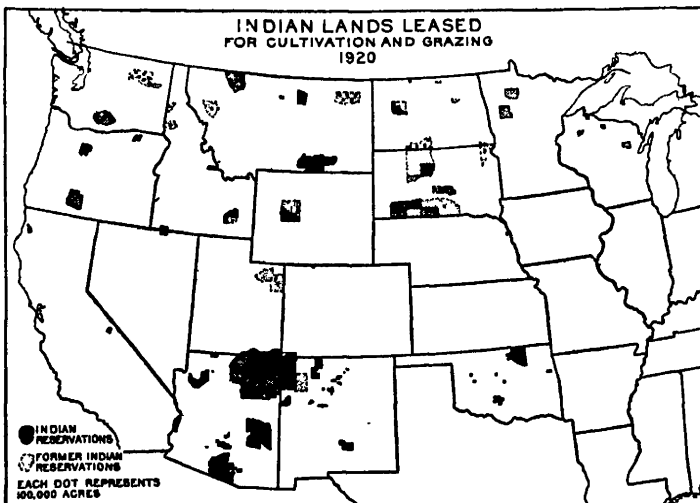 INDIAN LANDS LEASED
FOR CULTIVATION AND GRAZING
1920
INDIAN
RESERVATIONS
FORMER INDIAN
RESERVATIONS
EACH DOT REPRESENTS
100,000 ACRES